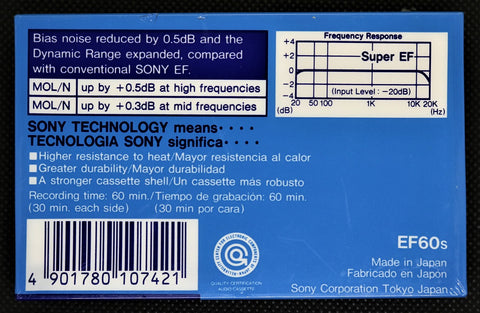 Bias noise reduced by 0.5dB and the
Dynamic Range expanded, compared
with conventional SONY EF.
MOL/N up by +0.5dB at high frequencies
MOL/N up by +0.3dB at mid frequencies
Frequency Response
+4
+2
0
-2
-4
Super EF
(Input Level : -20dB)
20 50 100 1K 10K 20K
(dB) (Hz)
SONY TECHNOLOGY means····
TECNOLOGIA SONY significa····
■Higher resistance to heat/Mayor resistencia al calor
■Greater durability/Mayor durabilidad
■A stronger cassette shell/Un cassette más robusto
Recording time: 60 min./Tiempo de grabación: 60 min.
(30 min. each side) (30 min por cara)
4 901780 107421
QUALITY CERTIFICATION
AUDIO CASSETTE
EF60s
Made in Japan
Fabricado en Japon
Sony Corporation Tokyo Japan